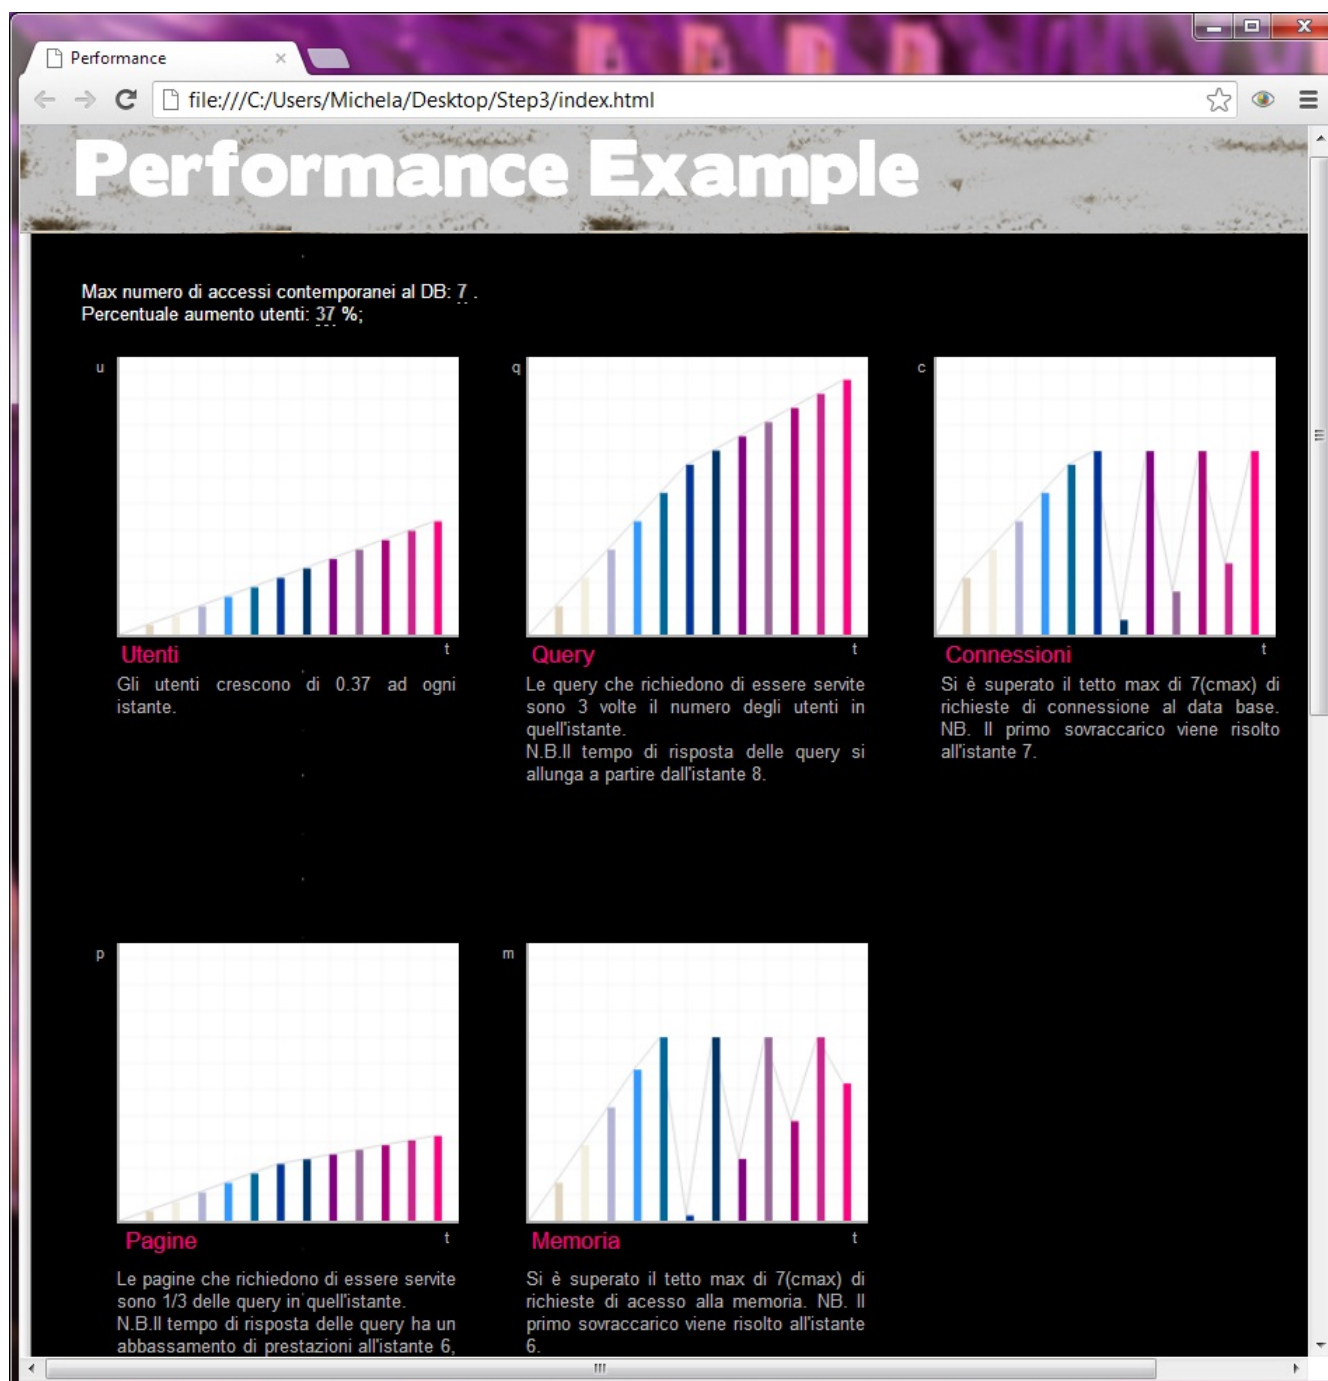 Performance
file:///C:/Users/Michela/Desktop/Step3/index.html
Performance Example
Max numero di accessi contemporanei al DB: 7 .
Percentuale aumento utenti: 37 %;
u
t
Utenti
Gli utenti crescono di 0.37 ad ogni
istante.
q
t
Query
Le query che richiedono di essere servite
sono 3 volte il numero degli utenti in
quell'istante.
N.B.Il tempo di risposta delle query si
allunga a partire dall'istante 8.
c
t
Connessioni
Si è superato il tetto max di 7(cmax) di
richieste di connessione al data base.
NB. Il primo sovraccarico viene risolto
all'istante 7.
p
t
Pagine
Le pagine che richiedono di essere servite
sono 1/3 delle query in quell'istante.
N.B.Il tempo di risposta delle query ha un
abbassamento di prestazioni all'istante 6,
m
t
Memoria
Si è superato il tetto max di 7(cmax) di
richieste di acesso alla memoria. NB. Il
primo sovraccarico viene risolto all'istante
6.